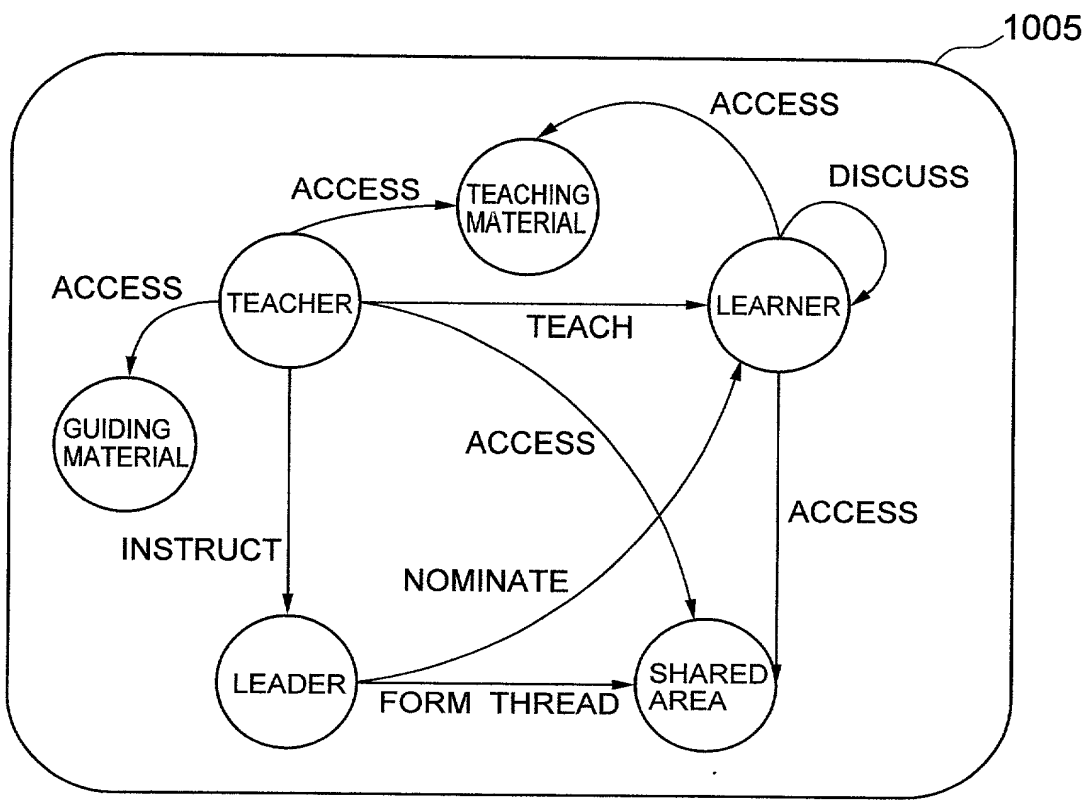 1005
ACCESS
DISCUSS
ACCESS
TEACHING
MATERIAL
ACCESS
TEACHER
LEARNER
TEACH
GUIDING
MATERIAL
ACCESS
ACCESS
INSTRUCT
NOMINATE
LEADER
SHARED
AREA
FORM THREAD